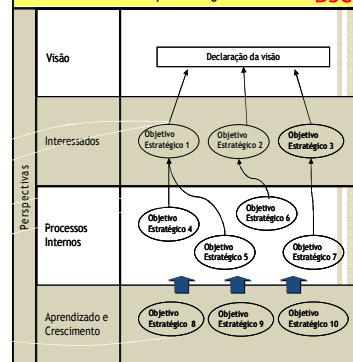 Visão
Declaração da visão
Perspectivas
Interessados
Objetivo
Estratégico 1
Objetivo
Estratégico 2
Objetivo
Estratégico 3
Processos
Internos
Objetivo
Estratégico 4
Objetivo
Estratégico 6
Objetivo
Estratégico 5
Objetivo
Estratégico 7
Aprendizado e
Crescimento
Objetivo
Estratégico 8
Objetivo
Estratégico 9
Objetivo
Estratégico 10